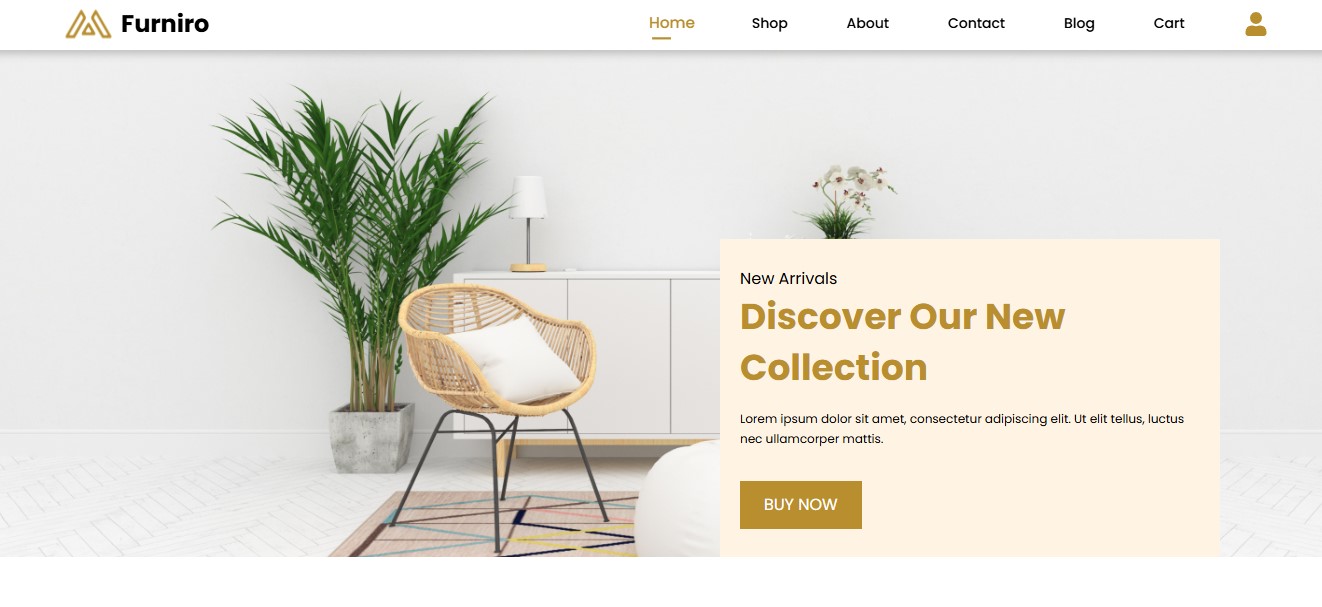 Furniro
Home Shop About Contact Blog Cart
New Arrivals
Discover Our New
Collection
Lorem ipsum dolor sit amet, consectetur adipiscing elit. Ut elit tellus, luctus
nec ullamcorper mattis.
BUY NOW